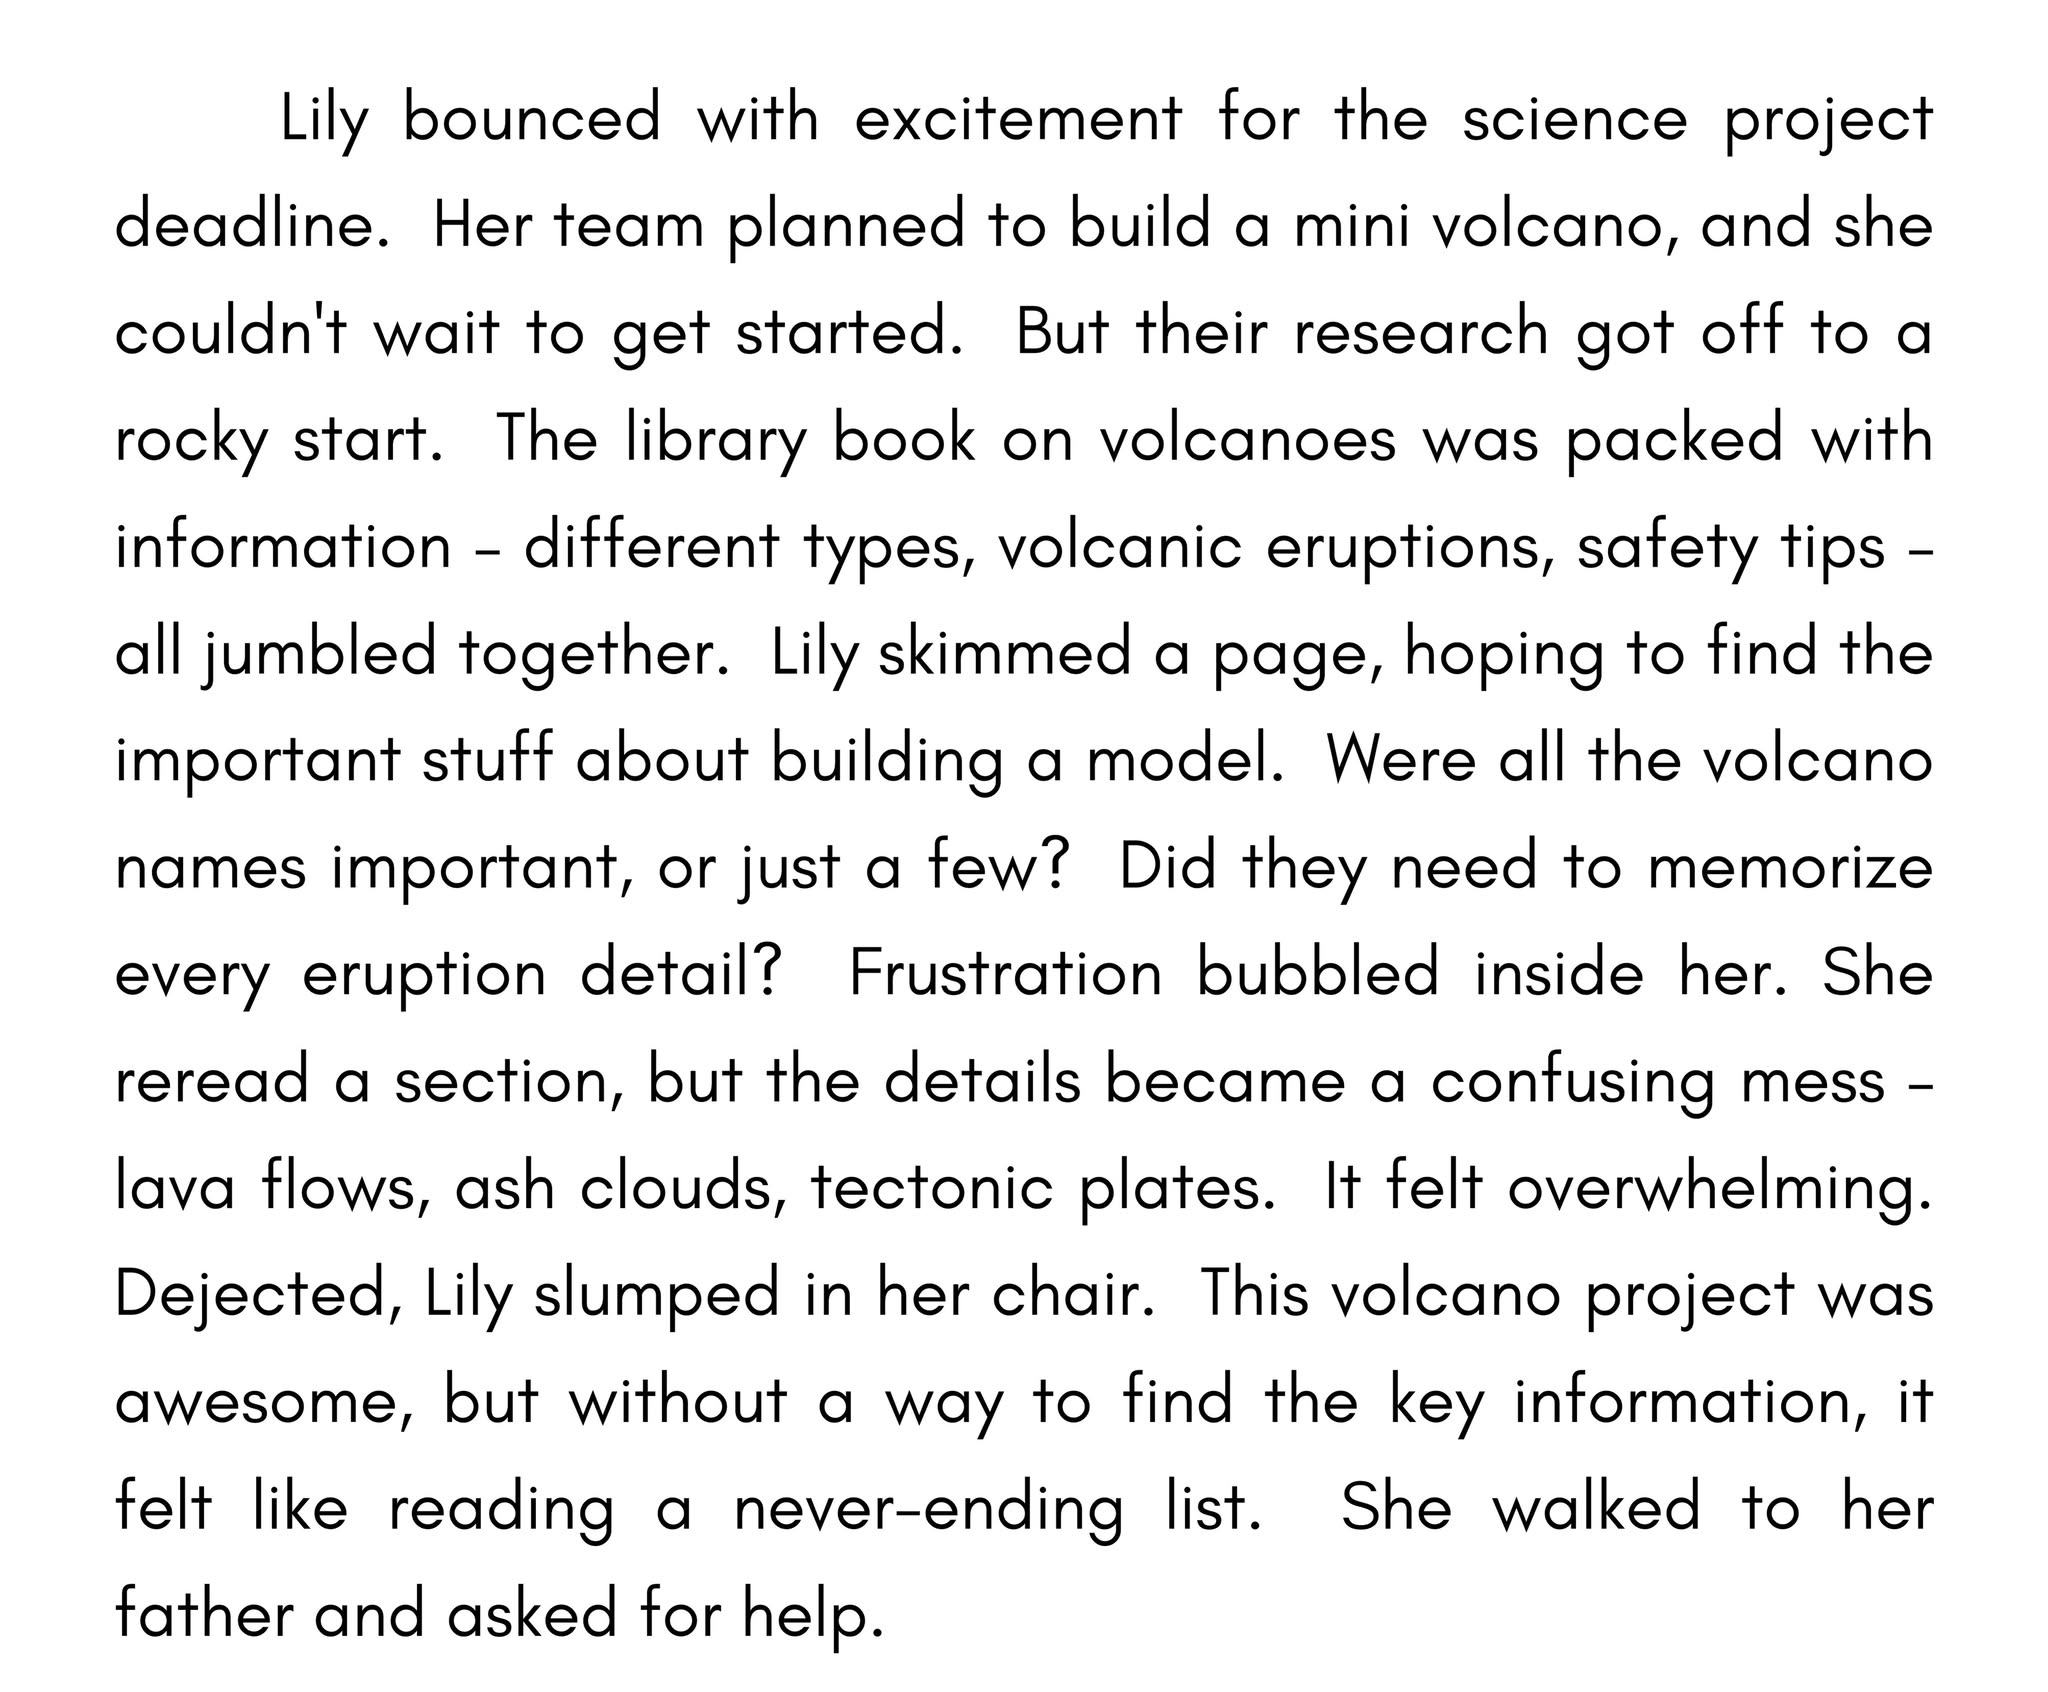 Lily bounced with excitement for the science project
deadline.  Her team planned to build a mini volcano, and she
couldn't wait to get started.  But their research got off to a
rocky start.  The library book on volcanoes was packed with
information – different types, volcanic eruptions, safety tips –
all jumbled together.  Lily skimmed a page, hoping to find the
important stuff about building a model.  Were all the volcano
names important, or just a few?  Did they need to memorize
every eruption detail?  Frustration bubbled inside her. She
reread a section, but the details became a confusing mess –
lava flows, ash clouds, tectonic plates.  It felt overwhelming.
Dejected, Lily slumped in her chair.  This volcano project was
awesome, but without a way to find the key information, it
felt like reading a never-ending list.  She walked to her
father and asked for help.